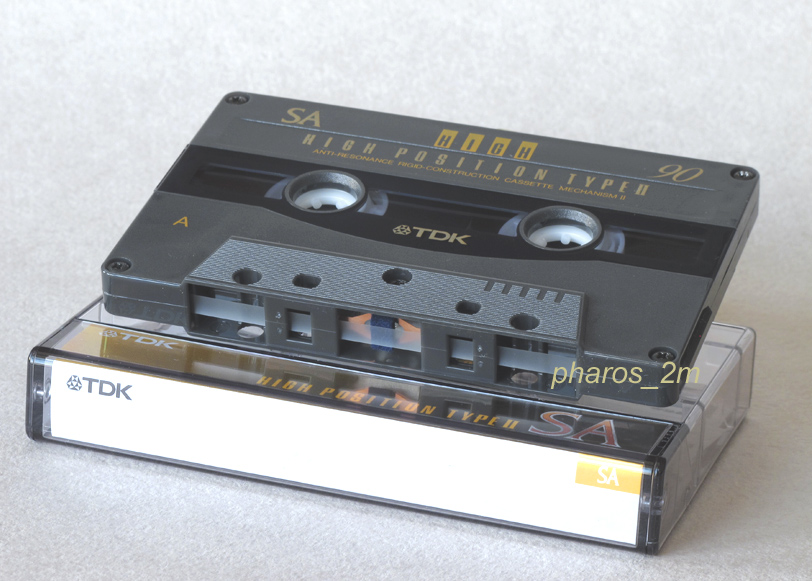 SA
HIGH
HIGH POSITION TYPE II
ANTI-RESONANCE RIGID-CONSTRUCTION CASSETTE MECHANISM II
90
A
TDK
pharos_2m
TDK
TDK
HIGH POSITION TYPE II
SA
SA